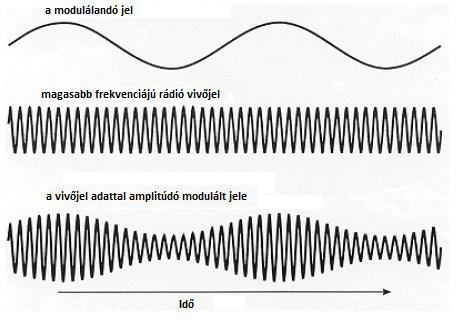 a modulálandó jel
magasabb frekvenciájú rádió vivőjel
a vivőjel adattal amplitúdó modulált jele
Idő